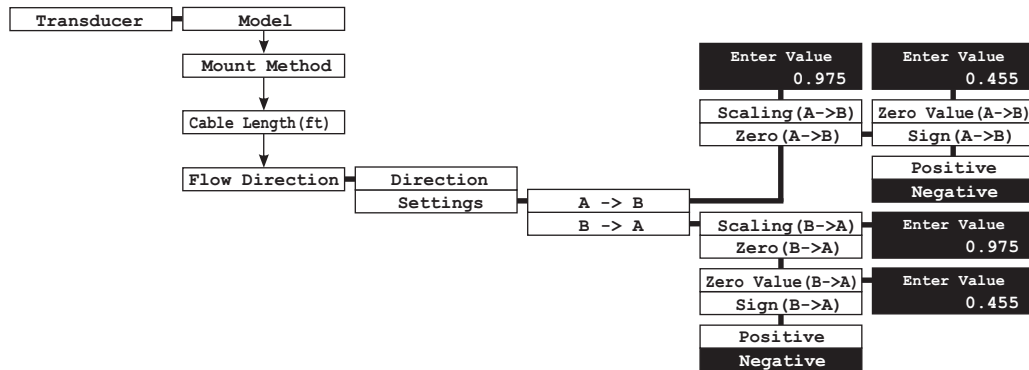 Transducer
Model
Mount Method
Cable Length(ft)
Flow Direction
Direction
Settings
A -> B
B -> A
Enter Value
0.975
Scaling(A->B)
Zero(A->B)
Enter Value
0.455
Zero Value(A->B)
Sign(A->B)
Positive
Negative
Scaling(B->A)
Zero(B->A)
Enter Value
0.975
Zero Value(B->A)
Sign(B->A)
Enter Value
0.455
Positive
Negative